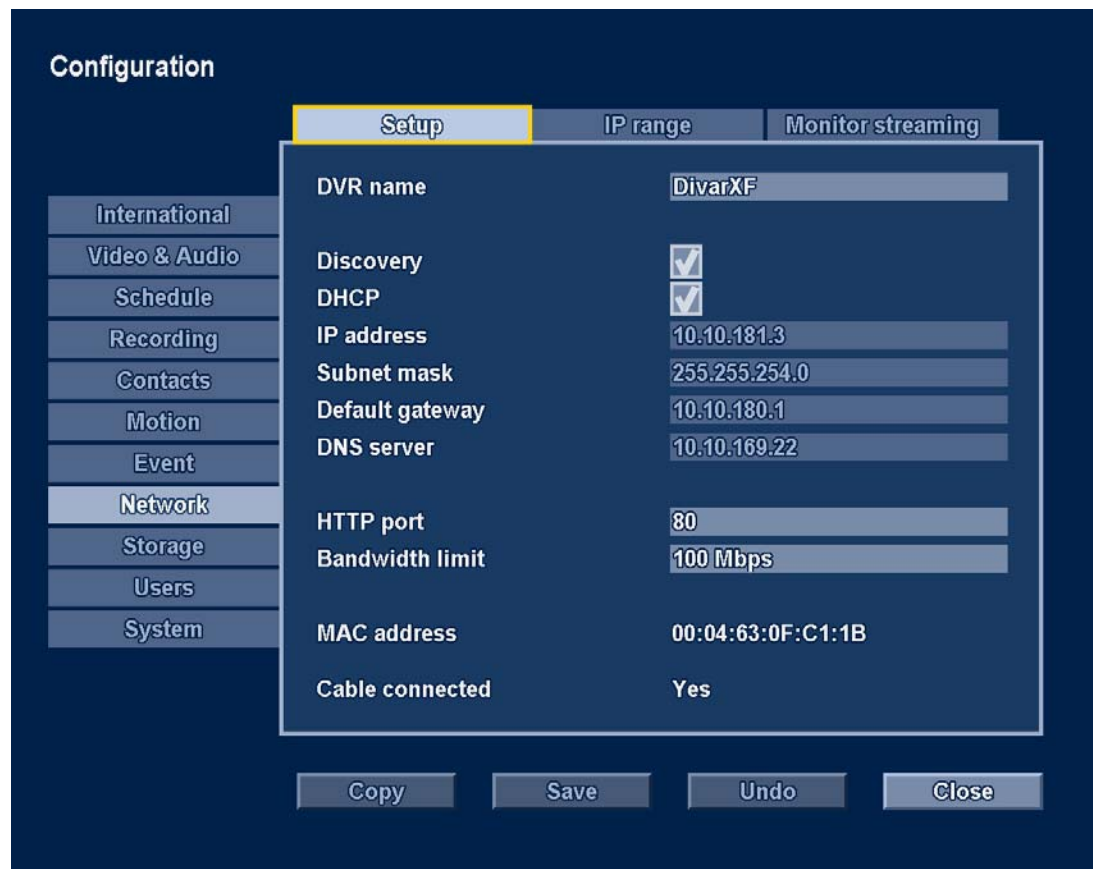 Configuration
Setup
IP range
Monitor streaming
International
Video & Audio
Schedule
Recording
Contacts
Motion
Event
Network
Storage
Users
System
DVR name DivarXF
Discovery
DHCP
IP address 10.10.181.3
Subnet mask 255.255.254.0
Default gateway 10.10.180.1
DNS server 10.10.169.22
HTTP port 80
Bandwidth limit 100 Mbps
MAC address 00:04:63:0F:C1:1B
Cable connected Yes
Copy
Save
Undo
Close